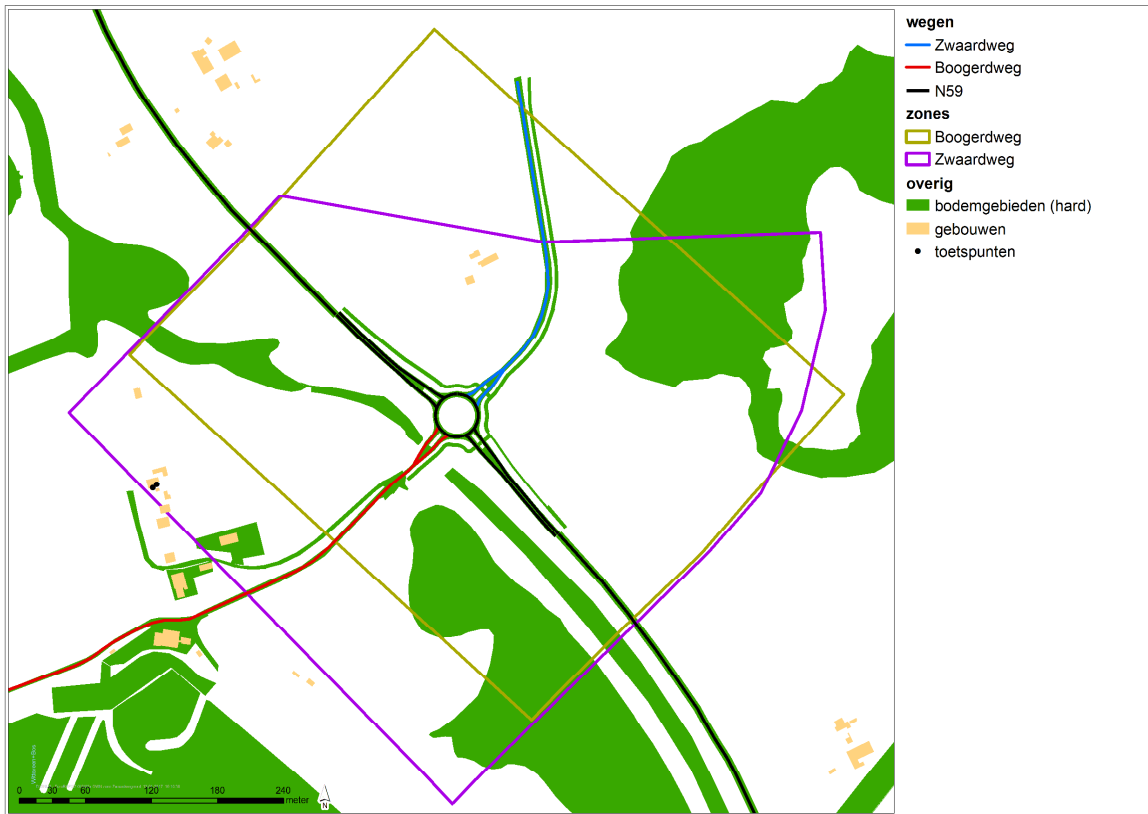 wegen
Zwaardweg
Boogerdweg
N59
zones
Boogerdweg
Zwaardweg
overig
bodemgebieden (hard)
gebouwen
toetspunten
0 30 60 120 180 240
meter
N